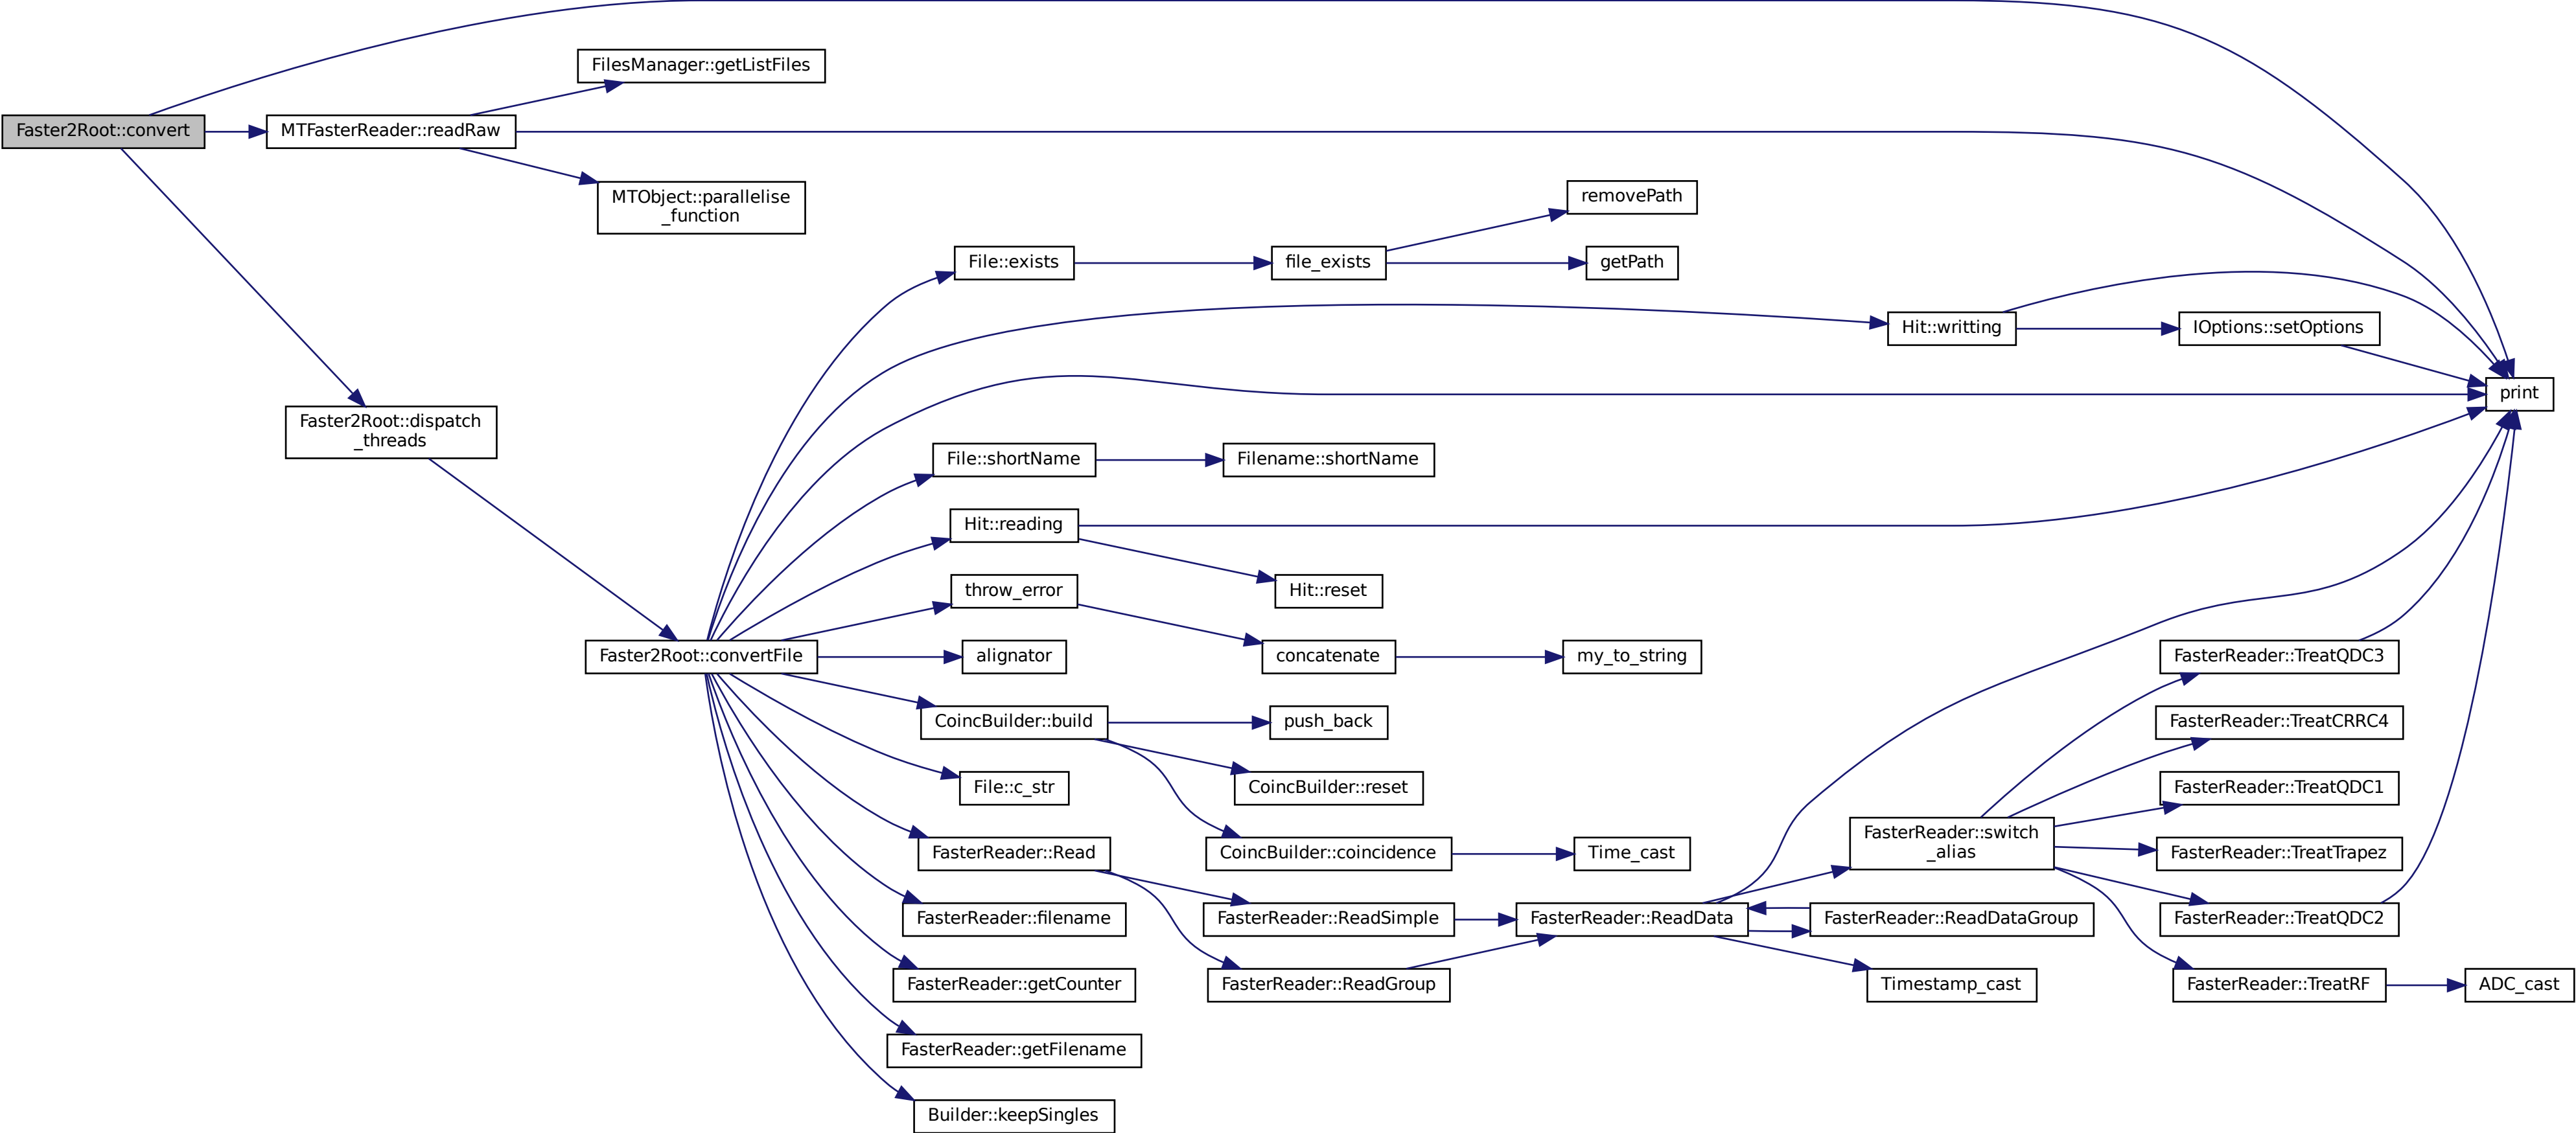 FilesManager::getListFiles
Faster2Root::convert
MTFasterReader::readRaw
MTObject::parallelise
_function
removePath
File::exists
file_exists
getPath
Hit::writting
IOptions::setOptions
print
Faster2Root::dispatch
_threads
File::shortName
Filename::shortName
Hit::reading
Hit::reset
throw_error
Faster2Root::convertFile
alignator
concatenate
my_to_string
FasterReader::TreatQDC3
CoincBuilder::build
push_back
FasterReader::TreatCRRC4
File::c_str
CoincBuilder::reset
FasterReader::TreatQDC1
FasterReader::Read
CoincBuilder::coincidence
Time_cast
FasterReader::switch
_alias
FasterReader::TreatTrapez
FasterReader::filename
FasterReader::ReadSimple
FasterReader::ReadData
FasterReader::ReadDataGroup
FasterReader::TreatQDC2
FasterReader::getCounter
FasterReader::ReadGroup
Timestamp_cast
FasterReader::TreatRF
ADC_cast
FasterReader::getFilename
Builder::keepSingles